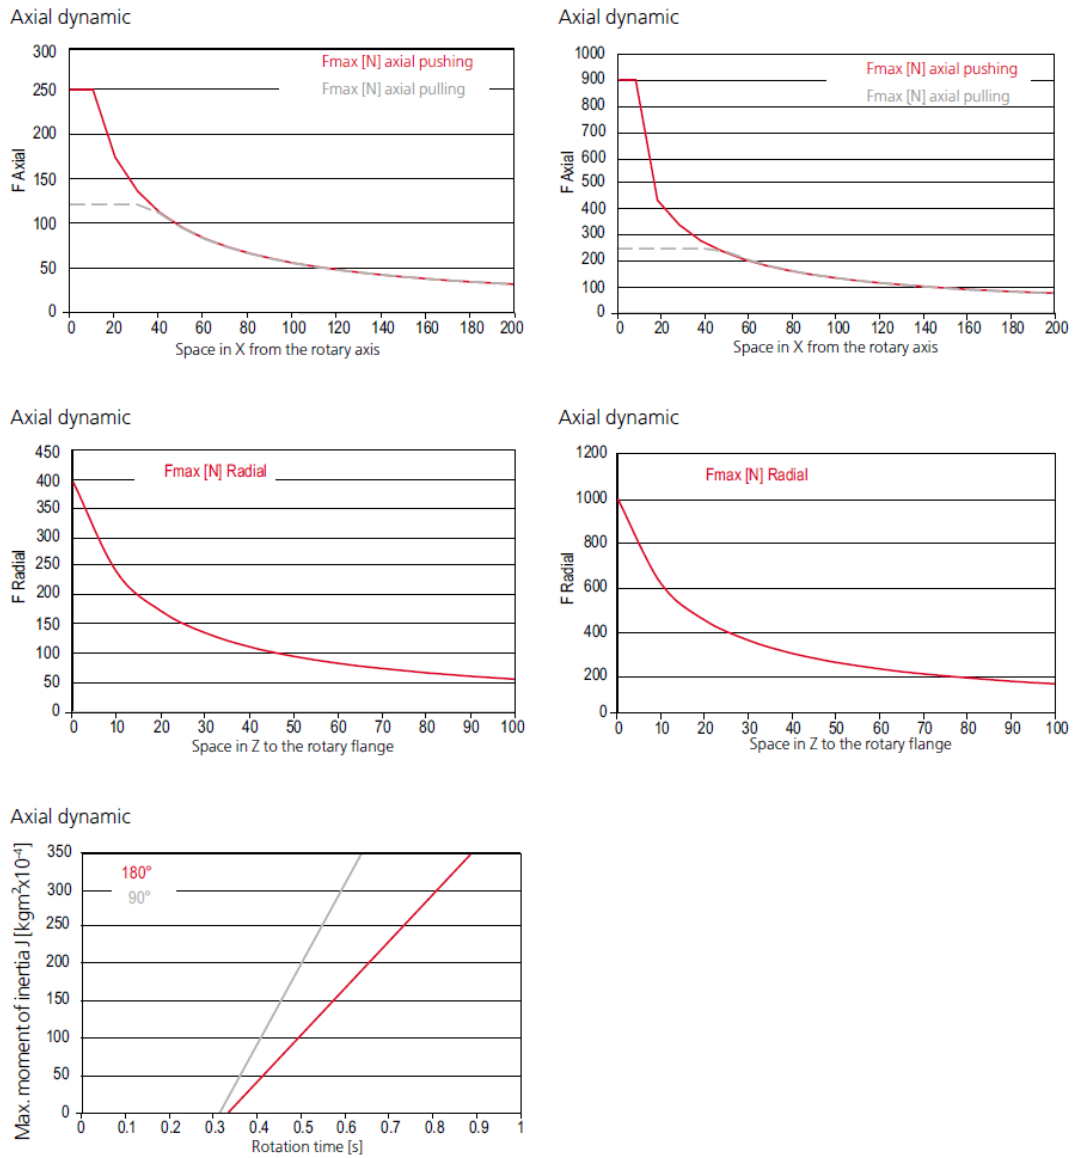 Axial dynamic
300
250
200
150
100
50
0
F Axial
Fmax [N] axial pushing
Fmax [N] axial pulling
0 20 40 60 80 100 120 140 160 180 200
Space in X from the rotary axis
Axial dynamic
1000
900
800
700
600
500
400
300
200
100
0
F Axial
Fmax [N] axial pushing
Fmax [N] axial pulling
0 20 40 60 80 100 120 140 160 180 200
Space in X from the rotary axis
Axial dynamic
450
400
350
300
250
200
150
100
50
0
F Radial
Fmax [N] Radial
0 10 20 30 40 50 60 70 80 90 100
Space in Z to the rotary flange
Axial dynamic
1200
1000
800
600
400
200
0
F Radial
Fmax [N] Radial
0 10 20 30 40 50 60 70 80 90 100
Space in Z to the rotary flange
Axial dynamic
350
300
250
200
150
100
50
0
Max. moment of inertia J [kgm²x10⁻⁴]
180°
90°
0 0.1 0.2 0.3 0.4 0.5 0.6 0.7 0.8 0.9 1
Rotation time [s]